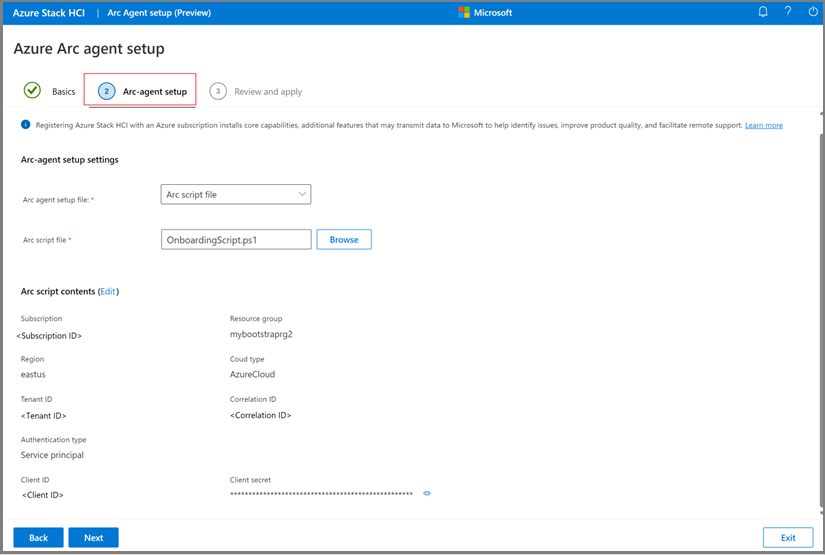 Azure Stack HCI | Arc Agent setup (Preview) Microsoft ?
Azure Arc agent setup
Basics 2 Arc-agent setup 3 Review and apply
Registering Azure Stack HCI with an Azure subscription installs core capabilities, additional features that may transmit data to Microsoft to help identify issues, improve product quality, and facilitate remote support. Learn more
Arc-agent setup settings
Arc agent setup file: * Arc script file
Arc script file * OnboardingScript.ps1 Browse
Arc script contents (Edit)
Subscription Resource group
<Subscription ID> mybootstraprg2
Region Coud type
eastus AzureCloud
Tenant ID Correlation ID
<Tenant ID> <Correlation ID>
Authentication type
Service principal
Client ID Client secret
<Client ID> **************************************************
Back Next Exit